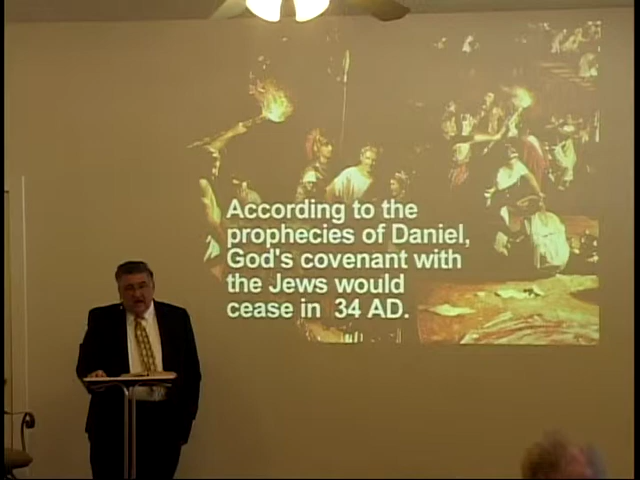 According to the
prophecies of Daniel,
God's covenant with
the Jews would
cease in 34 AD.